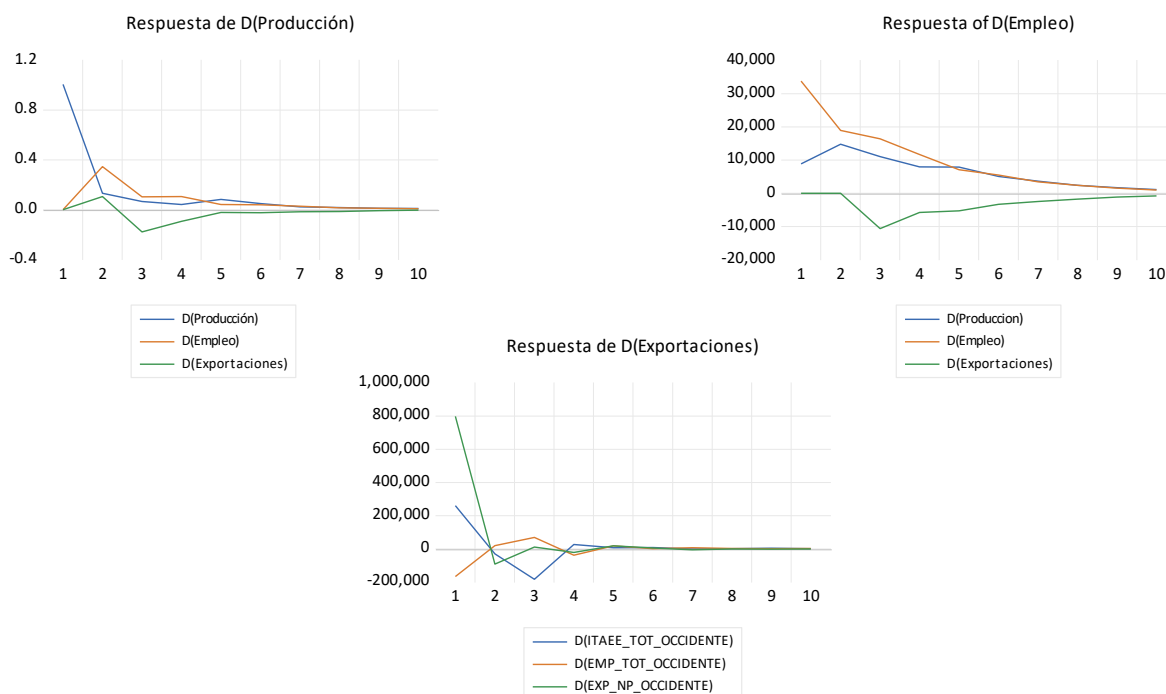 Respuesta de D(Producción)
1.2
0.8
0.4
0.0
-0.4
1 2 3 4 5 6 7 8 9 10
D(Producción)
D(Empleo)
D(Exportaciones)
Respuesta of D(Empleo)
40,000
30,000
20,000
10,000
0
-10,000
-20,000
1 2 3 4 5 6 7 8 9 10
D(Produccion)
D(Empleo)
D(Exportaciones)
Respuesta de D(Exportaciones)
1,000,000
800,000
600,000
400,000
200,000
0
-200,000
1 2 3 4 5 6 7 8 9 10
D(ITAEE_TOT_OCCIDENTE)
D(EMP_TOT_OCCIDENTE)
D(EXP_NP_OCCIDENTE)